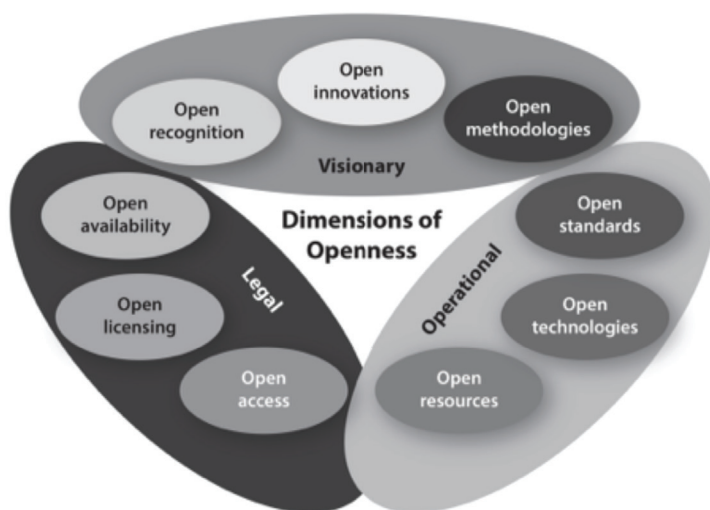 Open
innovations
Open
recognition
Open
methodologies
Visionary
Dimensions of
Openness
Open
availability
Open
licensing
Open
access
Legal
Open
standards
Open
technologies
Open
resources
Operational